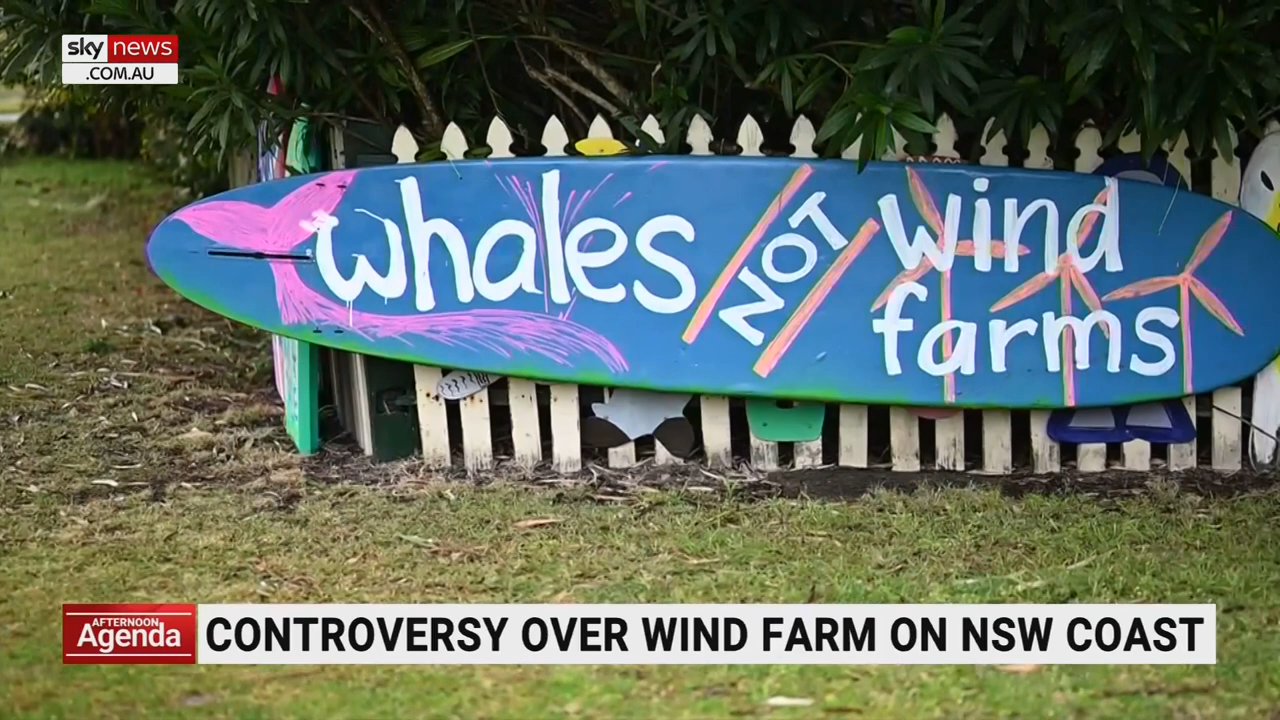 sky news
.COM.AU
whales NOT wind
farms
AFTERNOON
Agenda
CONTROVERSY OVER WIND FARM ON NSW COAST